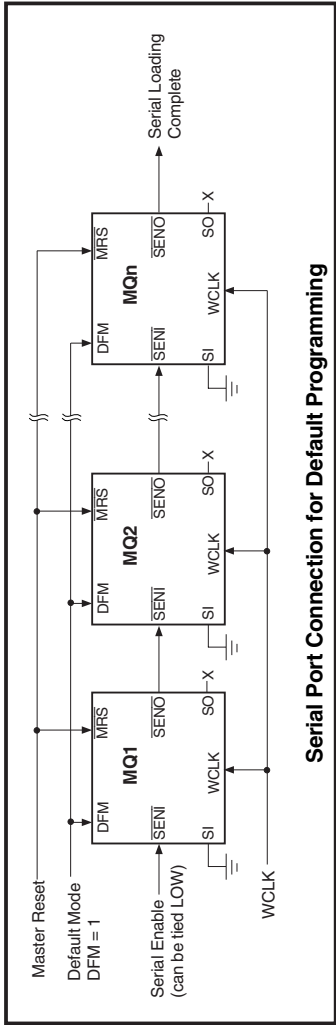 Master Reset
Default Mode
DFM = 1
DFM
MRS
DFM
MRS
DFM
MRS
MQ1
MQ2
MQn
Serial Enable
(can be tied LOW)
SENI
SENO
SENI
SENO
SENI
SENO
Serial Loading
Complete
SI
WCLK
SO
X
SI
WCLK
SO
X
SI
WCLK
SO
X
WCLK
Serial Port Connection for Default Programming